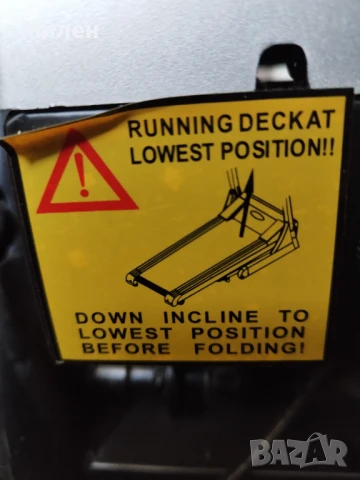 RUNNING DECKAT
LOWEST POSITION!!
DOWN INCLINE TO
LOWEST POSITION
BEFORE FOLDING!
BAZAR